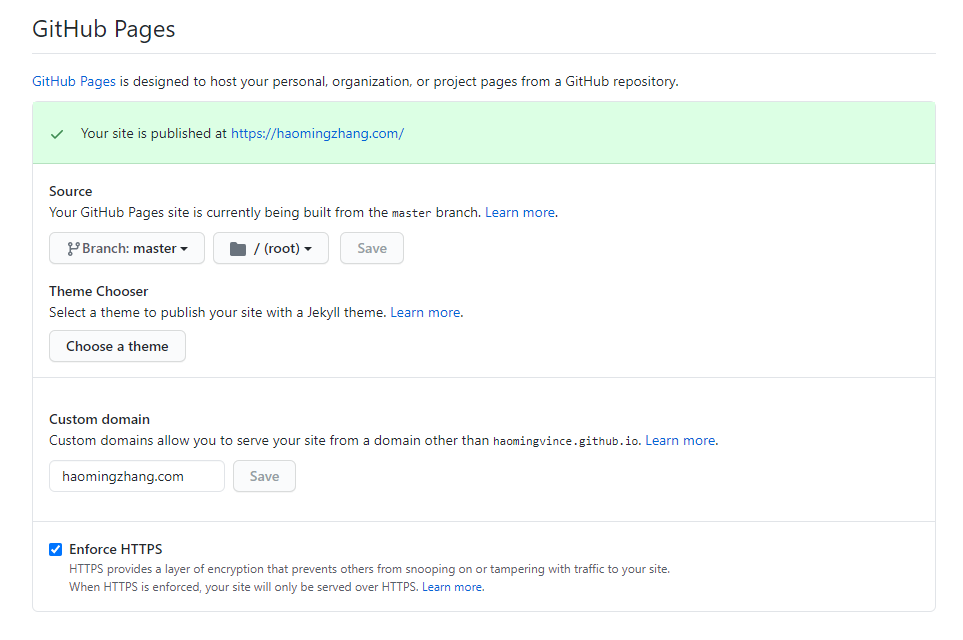 GitHub Pages
GitHub Pages is designed to host your personal, organization, or project pages from a GitHub repository.
Your site is published at https://haomingzhang.com/
Source
Your GitHub Pages site is currently being built from the master branch. Learn more.
Branch: master / (root) Save
Theme Chooser
Select a theme to publish your site with a Jekyll theme. Learn more.
Choose a theme
Custom domain
Custom domains allow you to serve your site from a domain other than haomingvince.github.io. Learn more.
haomingzhang.com Save
Enforce HTTPS
HTTPS provides a layer of encryption that prevents others from snooping on or tampering with traffic to your site.
When HTTPS is enforced, your site will only be served over HTTPS. Learn more.